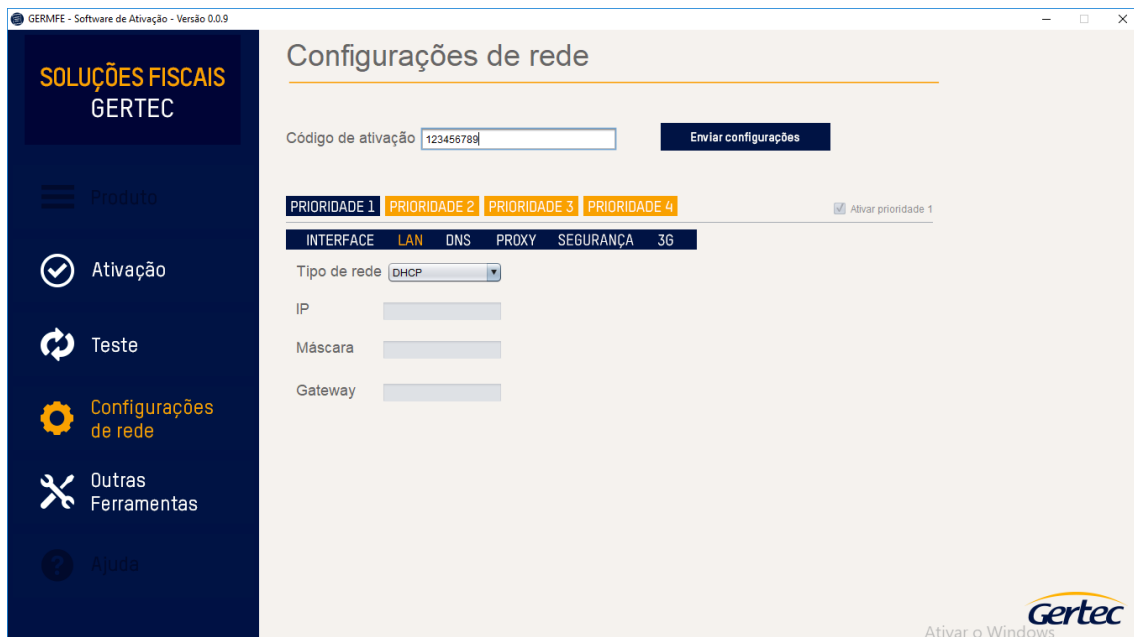 GERMFE - Software de Ativação - Versão 0.0.9
SOLUÇÕES FISCAIS
GERTEC
Produto
Ativação
Teste
Configurações
de rede
Outras
Ferramentas
Ajuda
Configurações de rede
Código de ativação 123456789
Enviar configurações
PRIORIDADE 1 PRIORIDADE 2 PRIORIDADE 3 PRIORIDADE 4
Ativar prioridade 1
INTERFACE LAN DNS PROXY SEGURANÇA 3G
Tipo de rede DHCP
IP
Máscara
Gateway
Gertec
Ativar o Windows